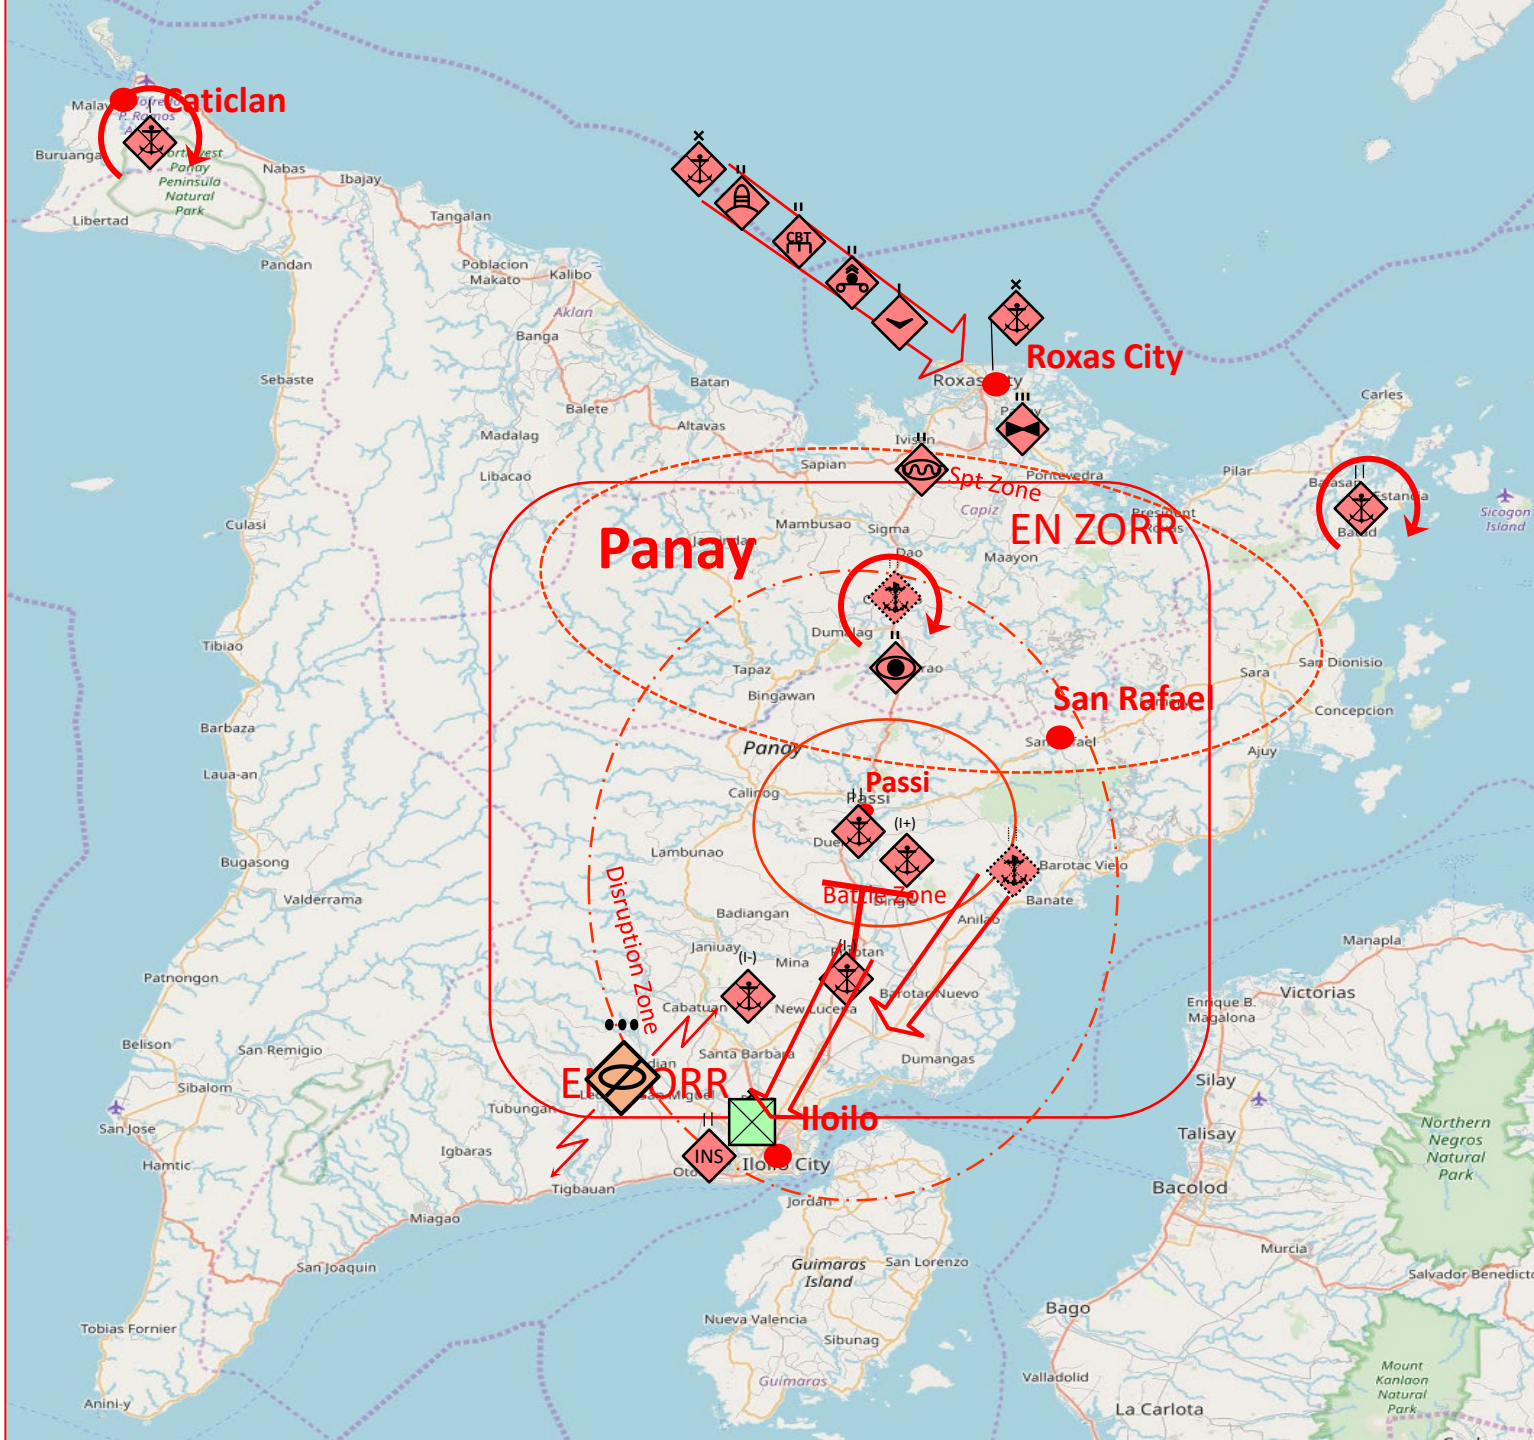 Caticlan
Malay
Buruanga
Northwest
Panay
Peninsula
Natural
Park
Libertad
Nabas
Ibajay
Tangalan
Pandan
Poblacion
Makato
Kalibo
Aklan
Banga
CBT
Roxas City
Sebaste
Batan
Balete
Altavas
Madalag
Libacao
Carles
Ivisan
Sapian
Spt Zone
Pontevedra
Pilar
Estancia
Sicogon
Island
Capiz
EN ZORR
President
Roxas
Culasi
Mambusao
Sigma
Panay
Dao
Maayon
Tibiao
Tapaz
Bingawan
San Dionisio
Sara
San Rafael
Concepcion
Barbaza
Panay
Ajuy
Laua-an
Calinog
Passi
Passi
(I+)
Bugasong
Lambunao
Barotac Viejo
Valderrama
Disruption Zone
Battle Zone
Banate
Badiangan
Anilao
Janiuay
(I-)
Mina
Manapla
Patnongon
Cabatuan
New Lucena
Barotac Nuevo
Enrique B.
Magalona
Victorias
Belison
San Remigio
Santa Barbara
Dumangas
EN ZORR
Sibalom
Tubungan
San Miguel
Silay
San Jose
Iloilo
Talisay
Northern
Negros
Natural
Park
Hamtic
Igbaras
INS
Iloilo City
Tigbauan
Jordan
Bacolod
Miagao
San Joaquin
Guimaras
Island
San Lorenzo
Murcia
Bago
Tobias Fornier
Nueva Valencia
Sibunag
Guimaras
Valladolid
Mount
Kanlaon
Natural
Park
Anini-y
La Carlota